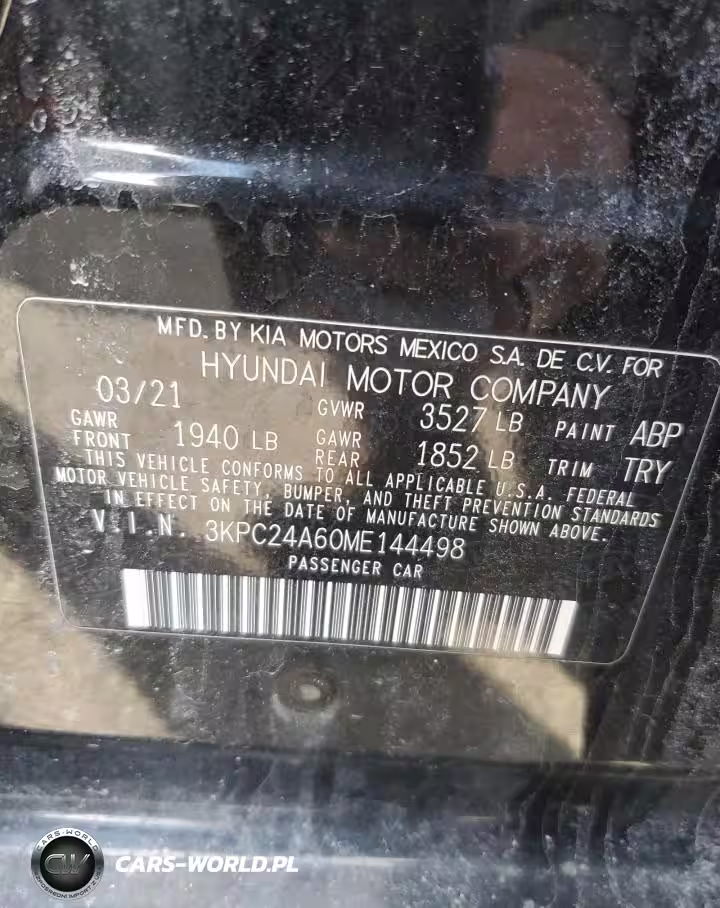 MFD. BY KIA MOTORS MEXICO S.A. DE C.V. FOR
HYUNDAI MOTOR COMPANY
03/21 GVWR 3527 LB PAINT ABP
GAWR FRONT 1940 LB GAWR REAR 1852 LB TRIM TRY
THIS VEHICLE CONFORMS TO ALL APPLICABLE U.S.A. FEDERAL
MOTOR VEHICLE SAFETY, BUMPER, AND THEFT PREVENTION STANDARDS
IN EFFECT ON THE DATE OF MANUFACTURE SHOWN ABOVE.
V.I.N. 3KPC24A60ME144498
PASSENGER CAR
CARS-WORLD
CW
CARS-WORLD.PL